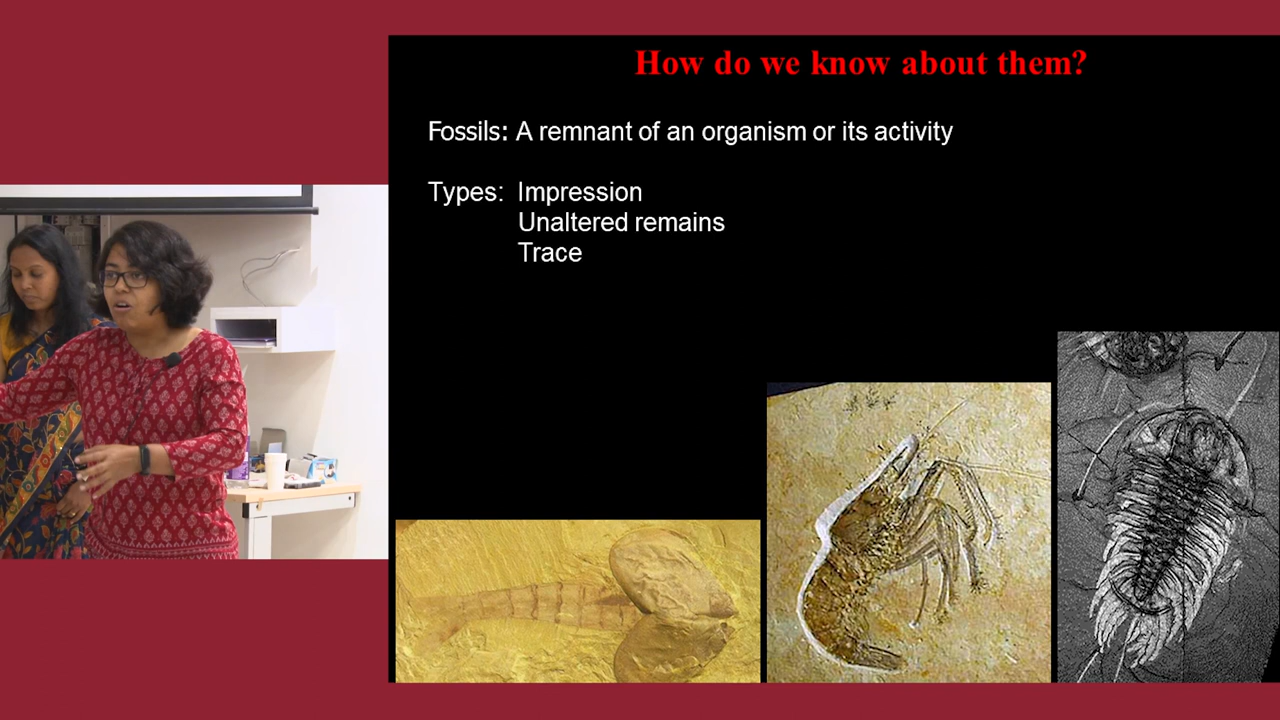 How do we know about them?
Fossils: A remnant of an organism or its activity
Types: Impression
Unaltered remains
Trace